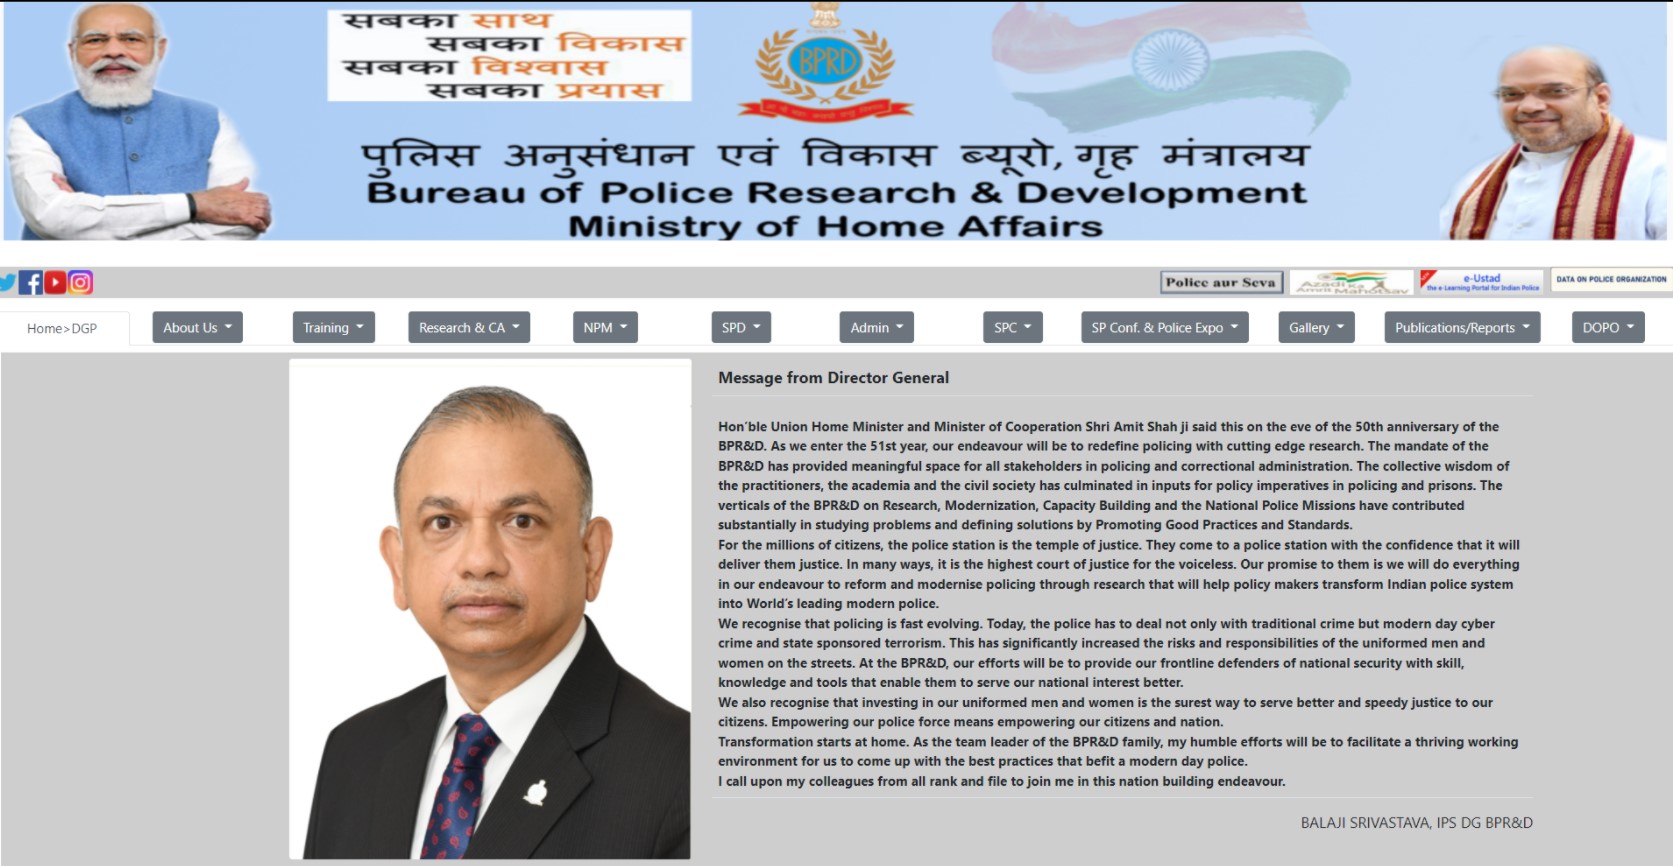 सबका साथ
सबका विकास
सबका विश्वास
सबका प्रयास
BPRD
पुलिस अनुसंधान एवं विकास ब्यूरो, गृह मंत्रालय
Bureau of Police Research & Development
Ministry of Home Affairs
Police aur Seva
Azadi Ka
Amrit Mahotsav
e-Ustad
the e Learning Portal for Indian Police
DATA ON POLICE ORGANIZATION
Home>DGP
About Us
Training
Research & CA
NPM
SPD
Admin
SPC
SP Conf. & Police Expo
Gallery
Publications/Reports
DOPO
Message from Director General
Hon'ble Union Home Minister and Minister of Cooperation Shri Amit Shah ji said this on the eve of the 50th anniversary of the
BPR&D. As we enter the 51st year, our endeavour will be to redefine policing with cutting edge research. The mandate of the
BPR&D has provided meaningful space for all stakeholders in policing and correctional administration. The collective wisdom of
the practitioners, the academia and the civil society has culminated in inputs for policy imperatives in policing and prisons. The
verticals of the BPR&D on Research, Modernization, Capacity Building and the National Police Missions have contributed
substantially in studying problems and defining solutions by Promoting Good Practices and Standards.
For the millions of citizens, the police station is the temple of justice. They come to a police station with the confidence that it will
deliver them justice. In many ways, it is the highest court of justice for the voiceless. Our promise to them is we will do everything
in our endeavour to reform and modernise policing through research that will help policy makers transform Indian police system
into World's leading modern police.
We recognise that policing is fast evolving. Today, the police has to deal not only with traditional crime but modern day cyber
crime and state sponsored terrorism. This has significantly increased the risks and responsibilities of the uniformed men and
women on the streets. At the BPR&D, our efforts will be to provide our frontline defenders of national security with skill,
knowledge and tools that enable them to serve our national interest better.
We also recognise that investing in our uniformed men and women is the surest way to serve better and speedy justice to our
citizens. Empowering our police force means empowering our citizens and nation.
Transformation starts at home. As the team leader of the BPR&D family, my humble efforts will be to facilitate a thriving working
environment for us to come up with the best practices that befit a modern day police.
I call upon my colleagues from all rank and file to join me in this nation building endeavour.
BALAJI SRIVASTAVA, IPS DG BPR&D